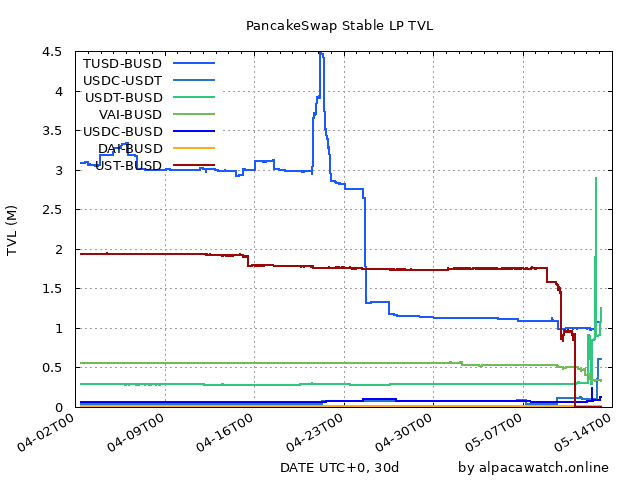 PancakeSwap Stable LP TVL
4.5
4
3.5
3
2.5
2
1.5
1
0.5
0
TVL (M)
TUSD-BUSD
USDC-USDT
USDT-BUSD
VAI-BUSD
USDC-BUSD
DAI-BUSD
UST-BUSD
04-02T00
04-09T00
04-16T00
04-23T00
04-30T00
05-07T00
05-14T00
DATE UTC+0, 30d
by alpacawatch.online